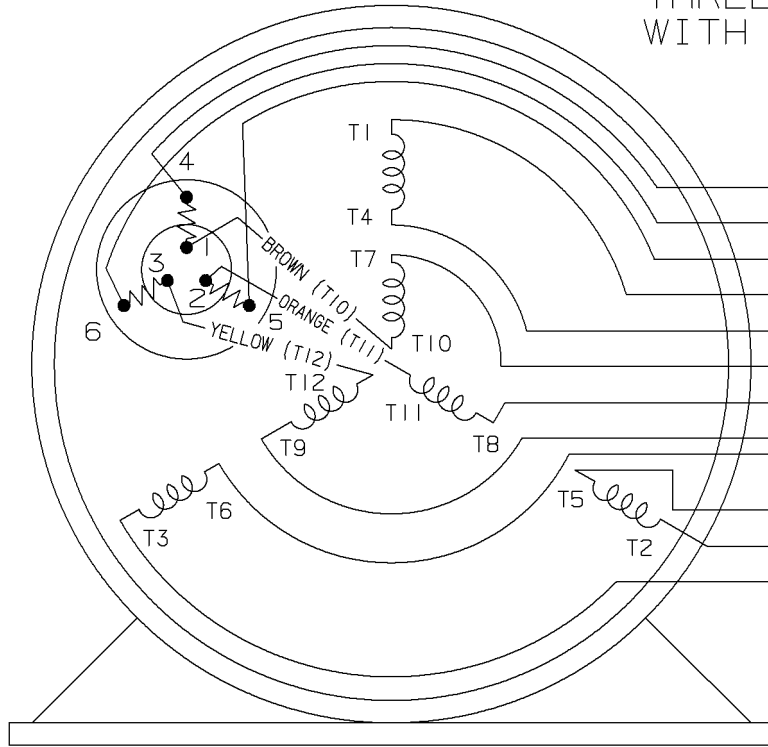 WITH
T1
4
T4
1
BROWN (T10)
T7
3
2
ORANGE (T11)
5
6
YELLOW (T12)
T10
T12
T11
T9
T8
T6
T5
T3
T2